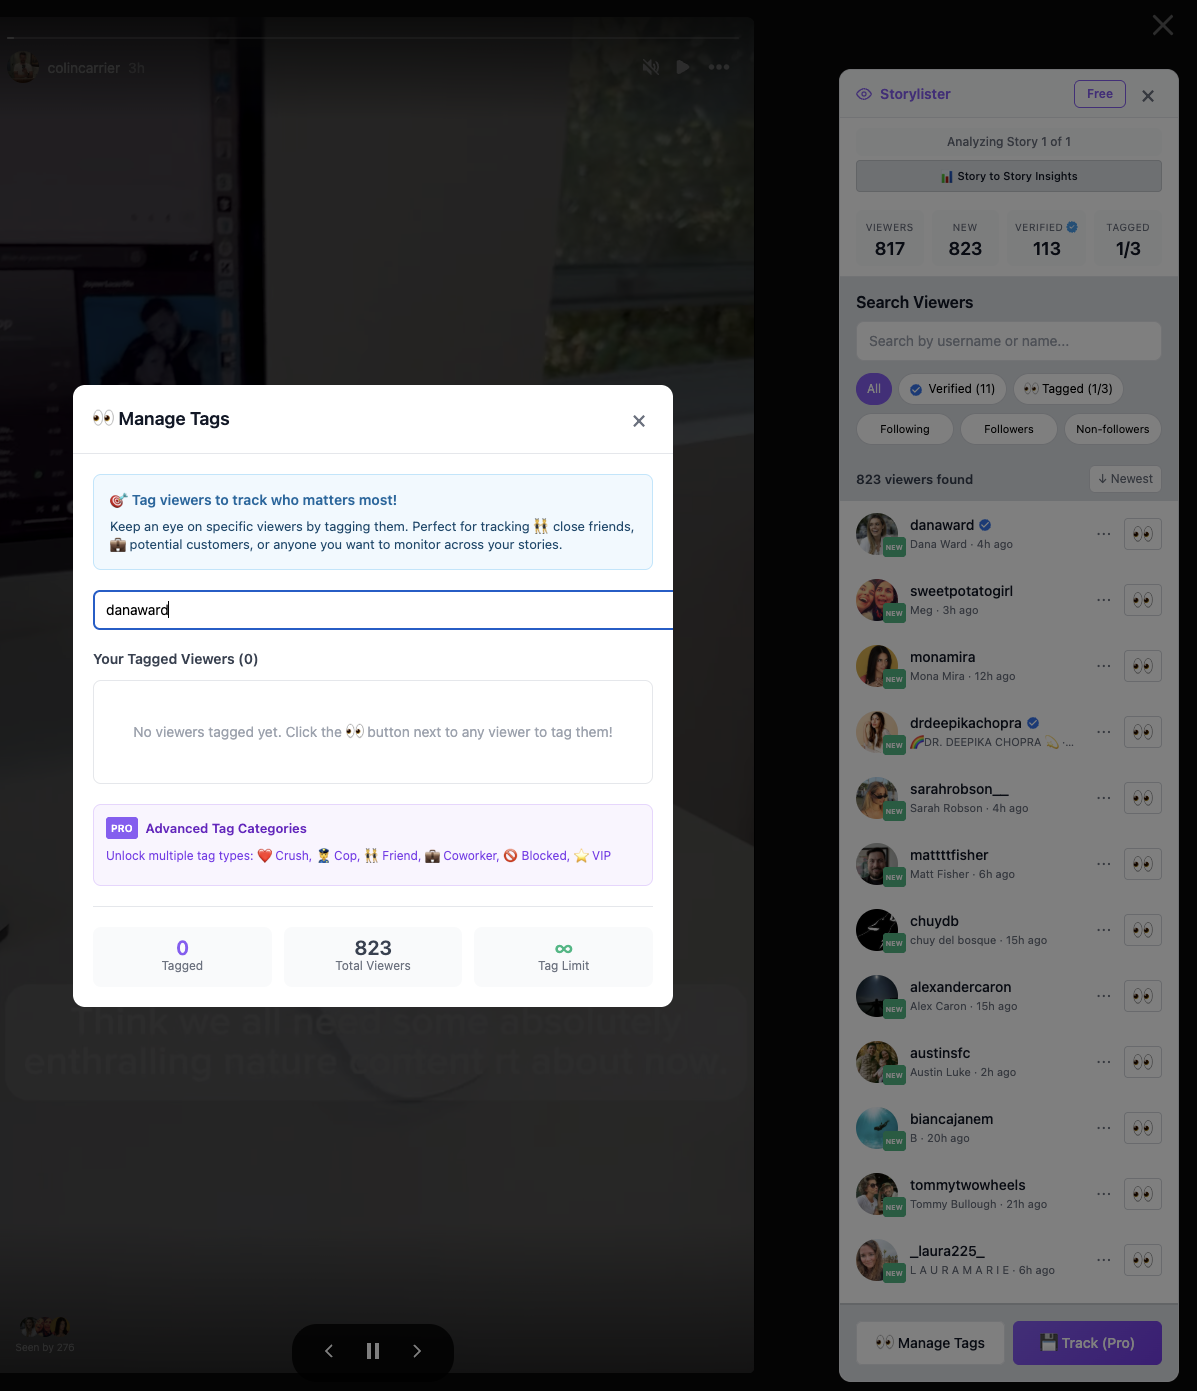 colincarrier 3h
Storylister
Free
Analyzing Story 1 of 1
📊 Story to Story Insights
VIEWERS
817
NEW
823
VERIFIED
113
TAGGED
1/3
Search Viewers
Search by username or name...
All
Verified (11)
👀 Tagged (1/3)
Following
Followers
Non-followers
823 viewers found
↓ Newest
danaward
Dana Ward · 4h ago
NEW
👀
sweetpotatogirl
Meg · 3h ago
NEW
👀
monamira
Mona Mira · 12h ago
NEW
👀
drdeepikachopra
🌈DR. DEEPIKA CHOPRA 💫 ·...
NEW
👀
sarahrobson__
Sarah Robson · 4h ago
NEW
👀
mattttfisher
Matt Fisher · 6h ago
NEW
👀
chuydb
chuy del bosque · 15h ago
NEW
👀
alexandercaron
Alex Caron · 15h ago
NEW
👀
austinsfc
Austin Luke · 2h ago
NEW
👀
biancajanem
B · 20h ago
NEW
👀
tommytwowheels
Tommy Bullough · 21h ago
NEW
👀
_laura225_
L A U R A M A R I E · 6h ago
NEW
👀
👀 Manage Tags
💾 Track (Pro)
👀 Manage Tags
🎯 Tag viewers to track who matters most!
Keep an eye on specific viewers by tagging them. Perfect for tracking 👯 close friends,
💼 potential customers, or anyone you want to monitor across your stories.
danaward
Your Tagged Viewers (0)
No viewers tagged yet. Click the 👀 button next to any viewer to tag them!
PRO Advanced Tag Categories
Unlock multiple tag types: ❤️ Crush, 👮 Cop, 👯 Friend, 💼 Coworker, 🚫 Blocked, ⭐ VIP
0
Tagged
823
Total Viewers
∞
Tag Limit
Think we all need some absolutely
enthralling nature content rt about now.
Seen by 276